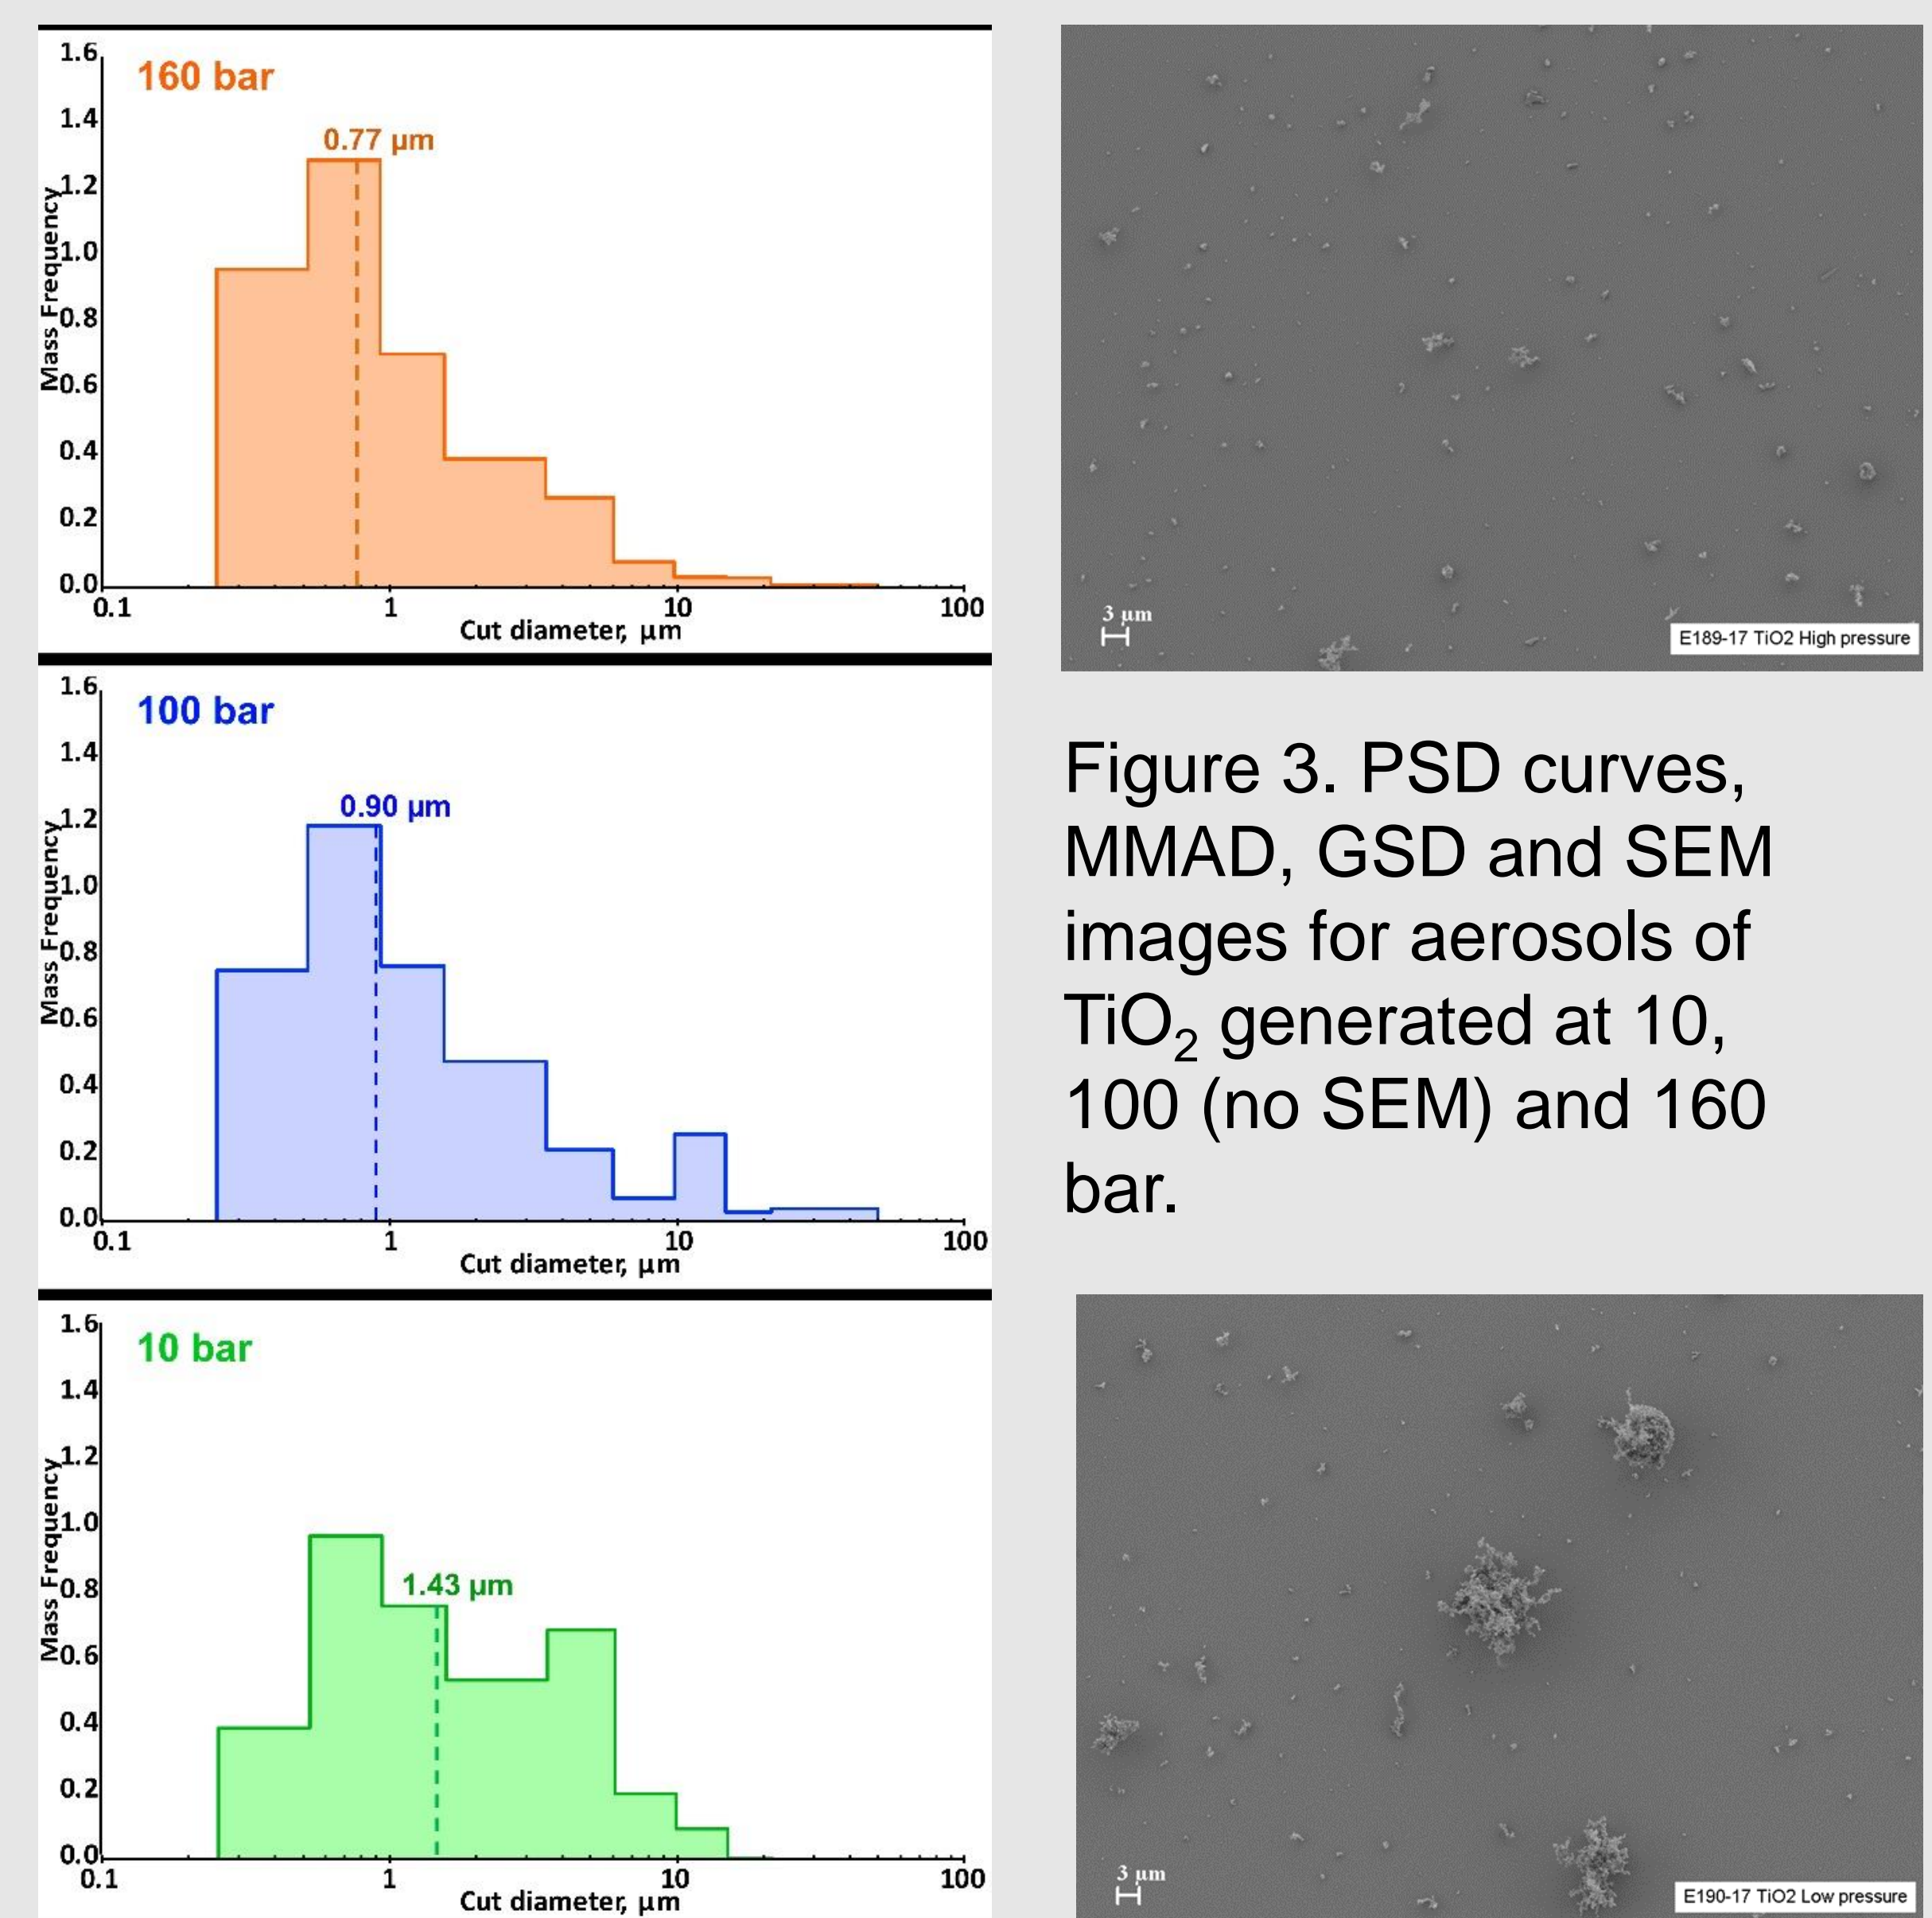 160 bar
0.77 µm
1.6
1.4
1.2
1.0
0.8
0.6
0.4
0.2
0.0
Mass Frequency
0.1 1 10 100
Cut diameter, µm
3 µm
E189-17 TiO2 High pressure
100 bar
0.90 µm
1.6
1.4
1.2
1.0
0.8
0.6
0.4
0.2
0.0
Mass Frequency
0.1 1 10 100
Cut diameter, µm
Figure 3. PSD curves,
MMAD, GSD and SEM
images for aerosols of
TiO₂ generated at 10,
100 (no SEM) and 160
bar.
10 bar
1.43 µm
1.6
1.4
1.2
1.0
0.8
0.6
0.4
0.2
0.0
Mass Frequency
0.1 1 10 100
Cut diameter, µm
3 µm
E190-17 TiO2 Low pressure